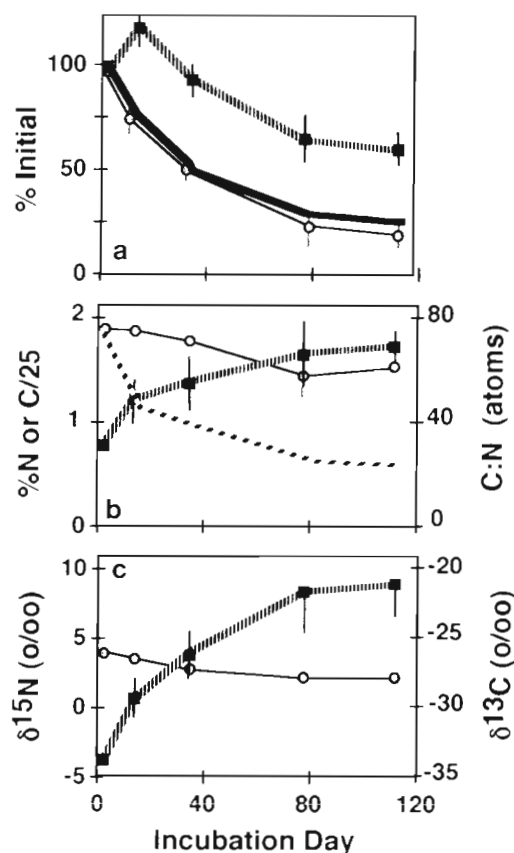 100
50
0
% Initial
a
2
1
0
%N or C/25
80
40
0
C:N (atoms)
b
10
5
0
-5
δ15N (o/oo)
-20
-25
-30
-35
δ13C (o/oo)
c
0 40 80 120
Incubation Day